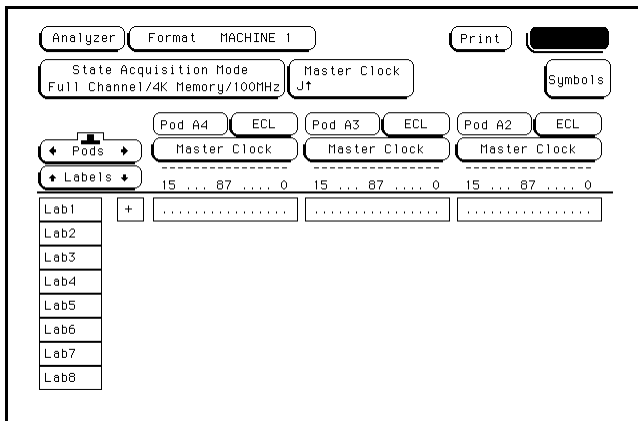 Analyzer Format MACHINE 1 Print
State Acquisition Mode
Full Channel/4K Memory/100MHz
Master Clock
J↑
Symbols
Pod A4 ECL Pod A3 ECL Pod A2 ECL
← Pods → Master Clock Master Clock Master Clock
↑ Labels ↓
15 ... 87 .... 0 15 ... 87 .... 0 15 ... 87 .... 0
Lab1 + ................ ................ ................
Lab2
Lab3
Lab4
Lab5
Lab6
Lab7
Lab8